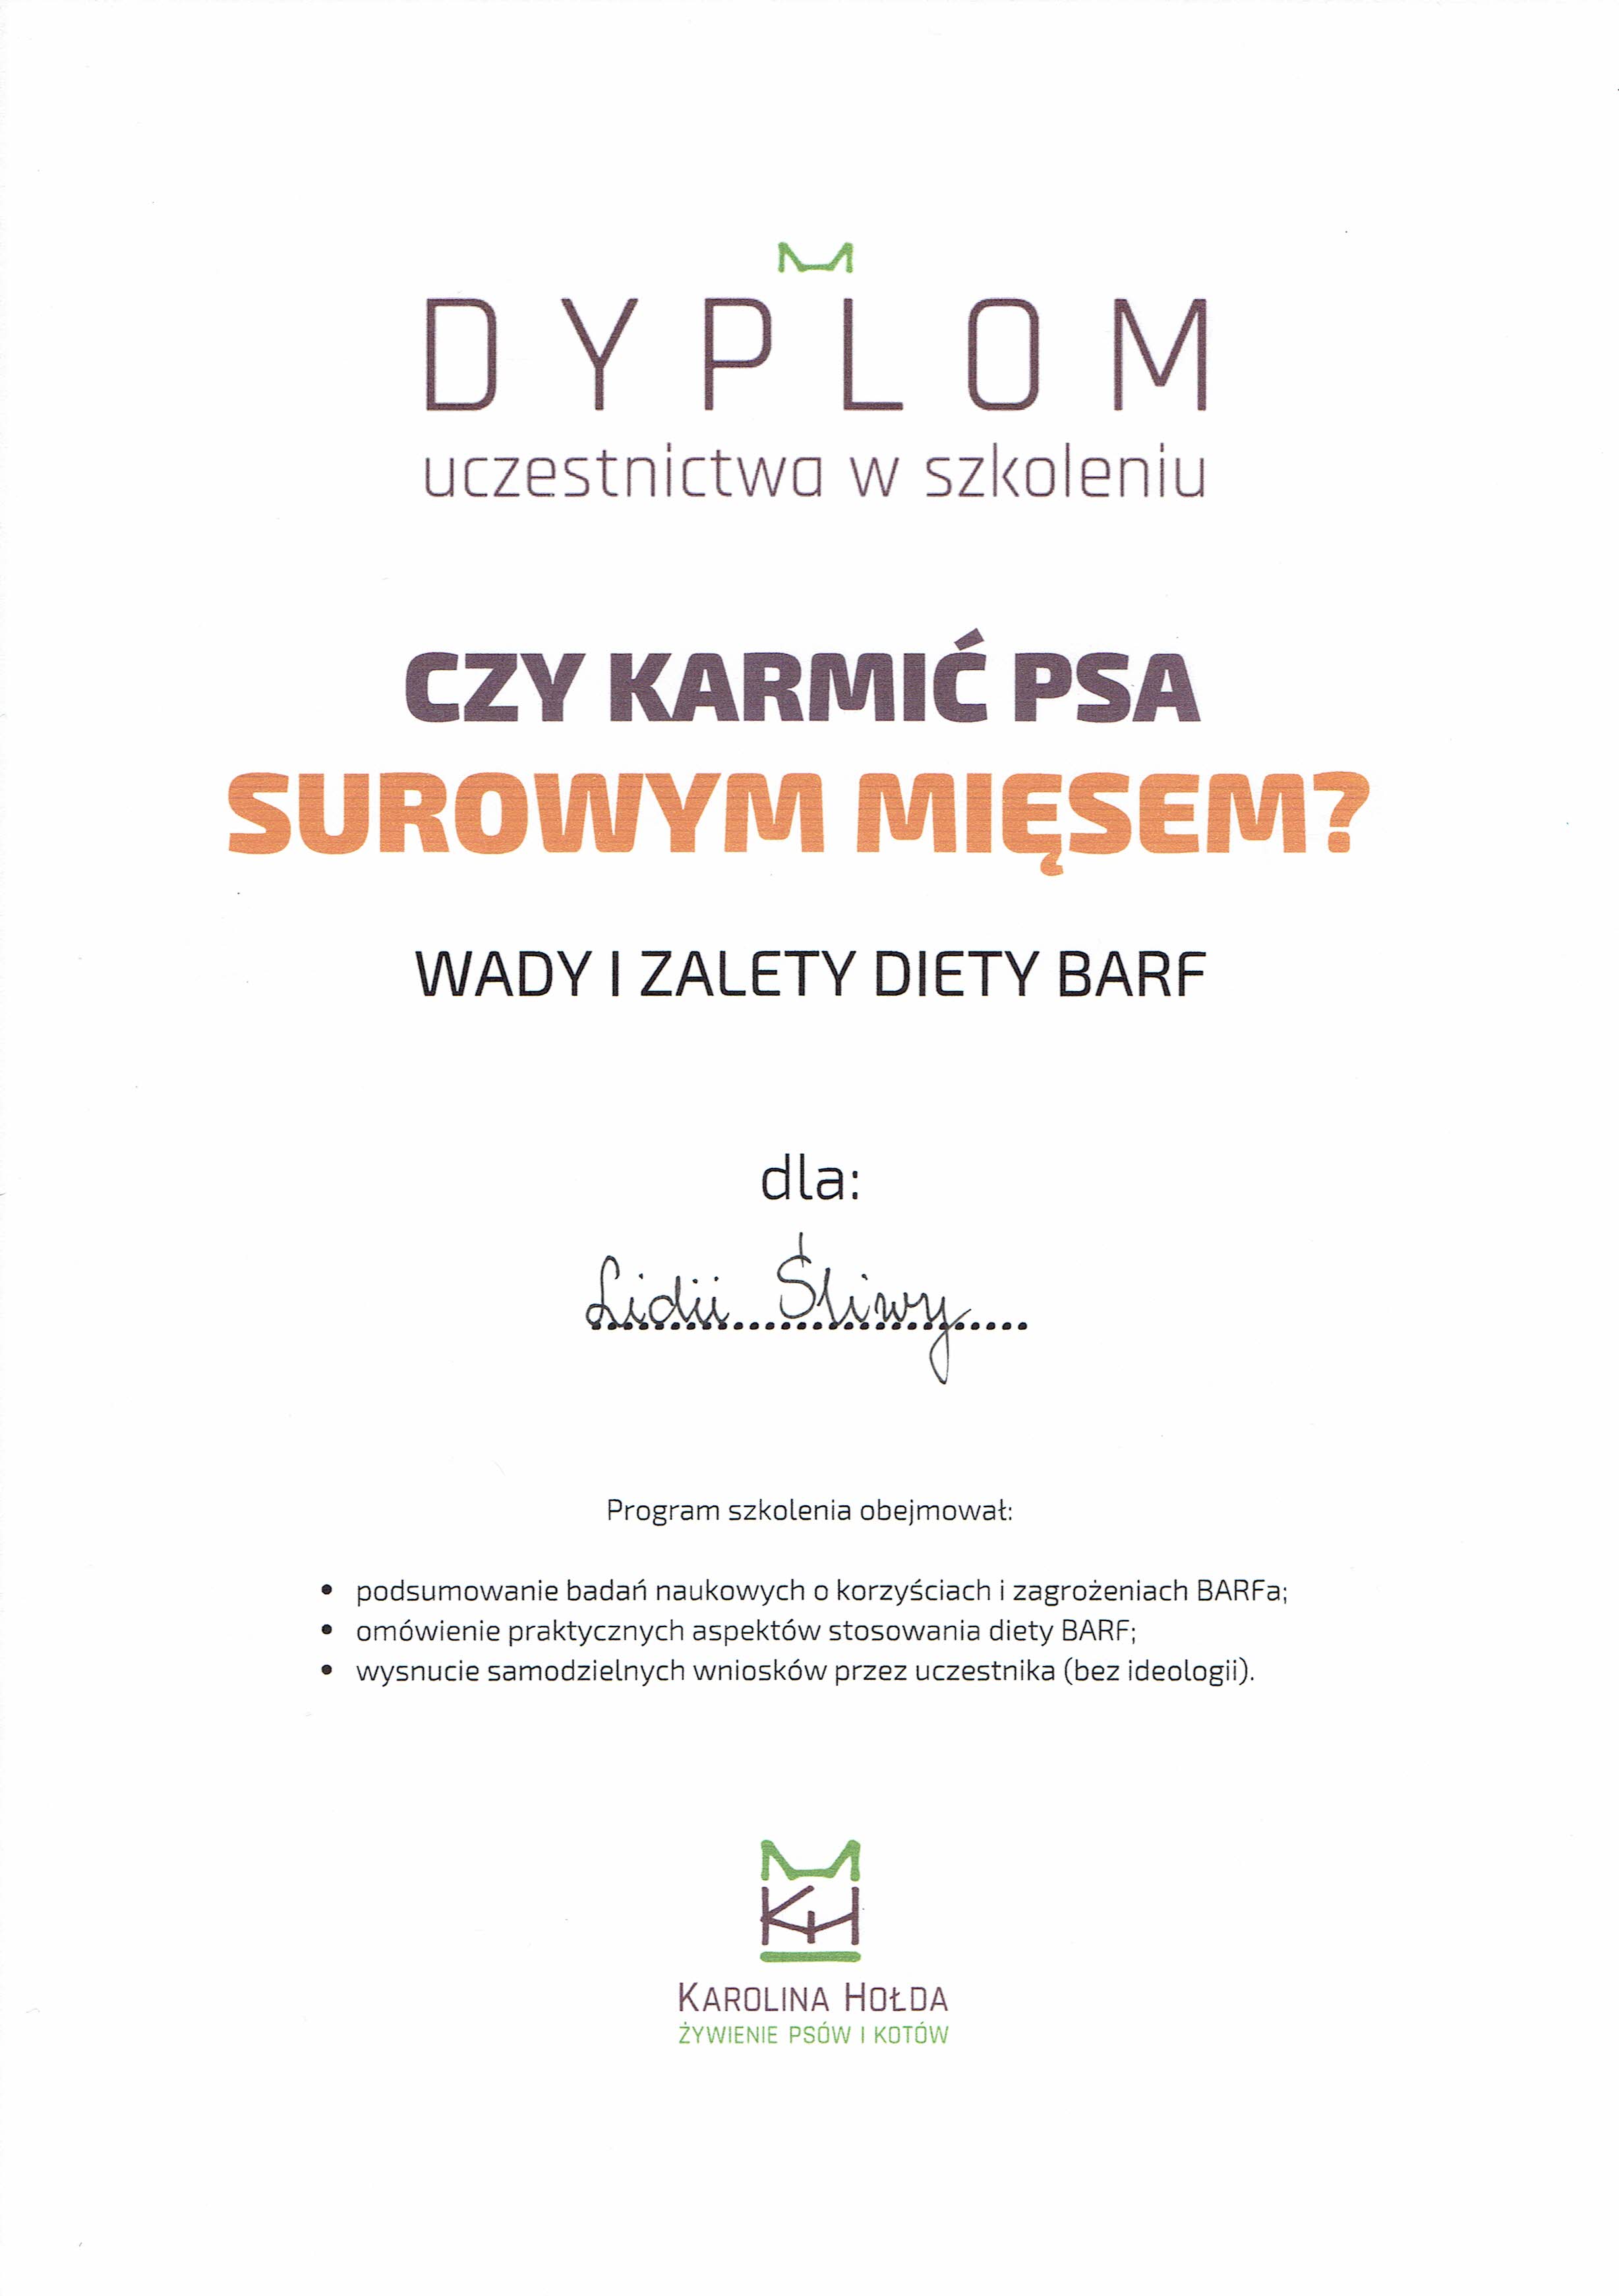 DYPLOM
uczestnictwa w szkoleniu
CZY KARMIĆ PSA
SUROWYM MIĘSEM?
WADY I ZALETY DIETY BARF
dla:
Lidii Śliwy
Program szkolenia obejmował:
• podsumowanie badań naukowych o korzyściach i zagrożeniach BARFa;
• omówienie praktycznych aspektów stosowania diety BARF;
• wysnucie samodzielnych wniosków przez uczestnika (bez ideologii).
KH
KAROLINA HOŁDA
ŻYWIENIE PSÓW I KOTÓW